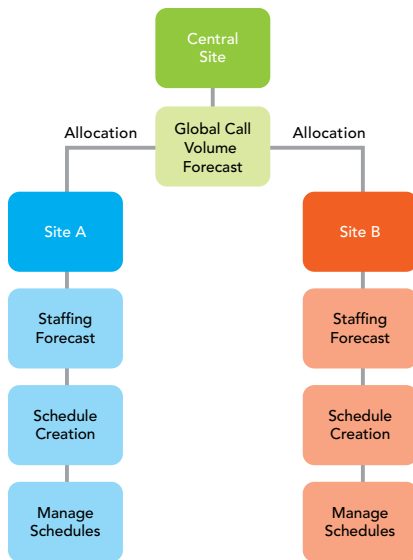 Central
Site
Allocation
Global Call
Volume
Forecast
Allocation
Site A
Site B
Staffing
Forecast
Staffing
Forecast
Schedule
Creation
Schedule
Creation
Manage
Schedules
Manage
Schedules